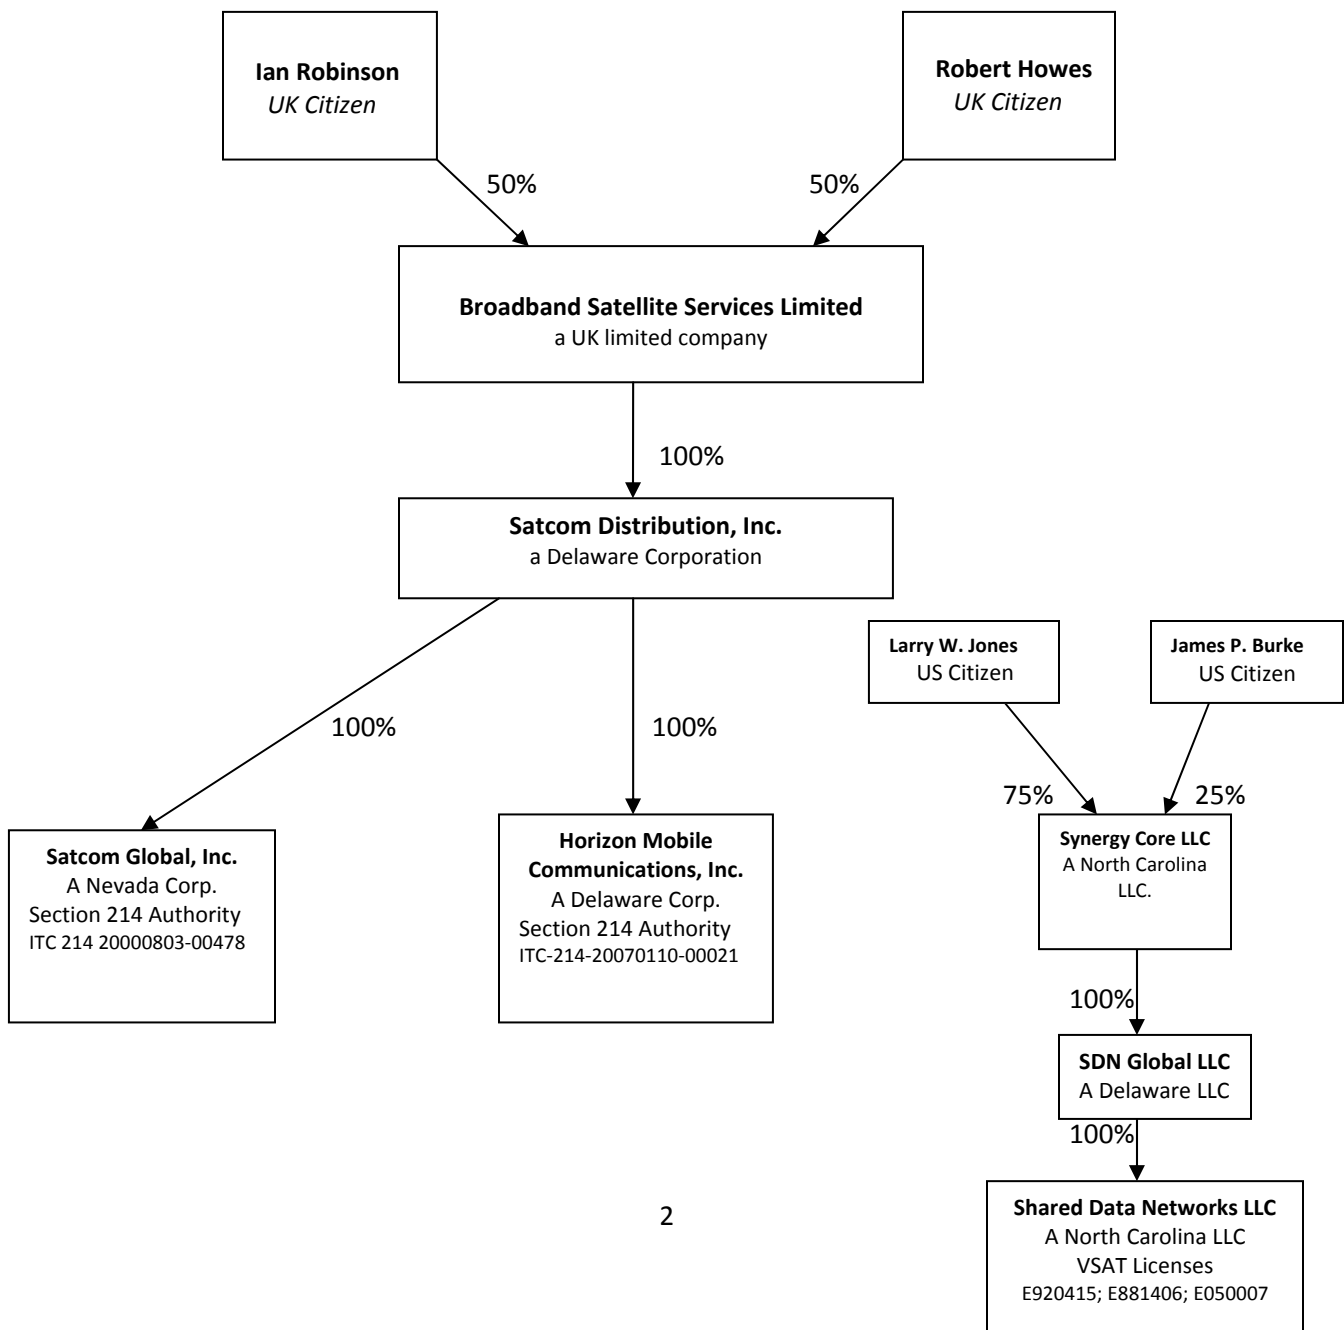 Ian Robinson
UK Citizen
Robert Howes
UK Citizen
50%
50%
Broadband Satellite Services Limited
a UK limited company
100%
Satcom Distribution, Inc.
a Delaware Corporation
Larry W. Jones
US Citizen
James P. Burke
US Citizen
100%
100%
75%
25%
Satcom Global, Inc.
A Nevada Corp.
Section 214 Authority
ITC 214 20000803-00478
Horizon Mobile
Communications, Inc.
A Delaware Corp.
Section 214 Authority
ITC-214-20070110-00021
Synergy Core LLC
A North Carolina
LLC.
100%
SDN Global LLC
A Delaware LLC
100%
Shared Data Networks LLC
A North Carolina LLC
VSAT Licenses
E920415; E881406; E050007
2